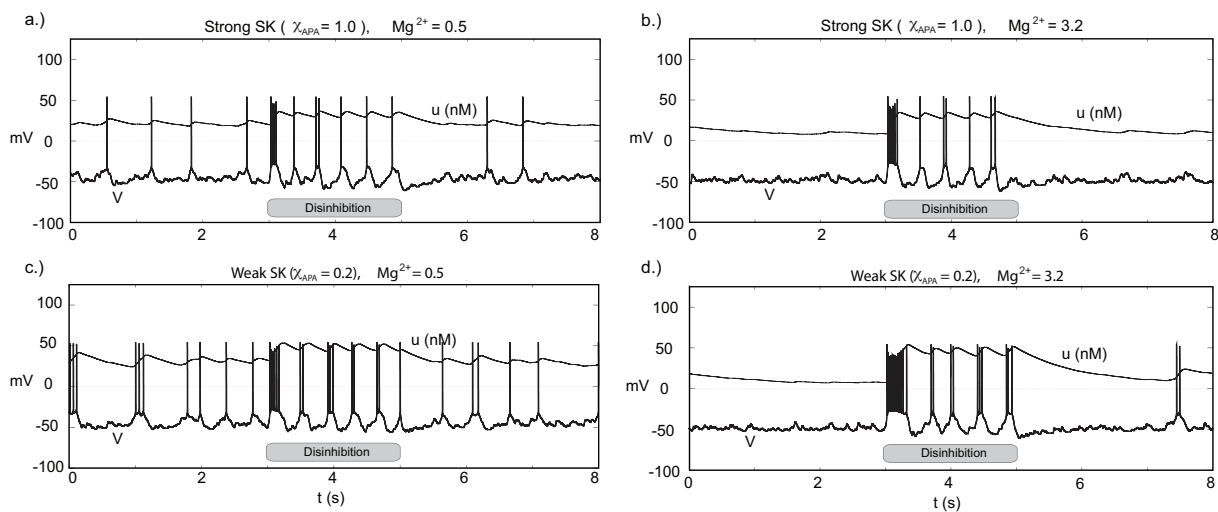 a.)
Strong SK ( χAPA = 1.0 ), Mg2+ = 0.5
100
50
mV
0
-50
-100
u (nM)
V
Disinhibition
0 2 4 6 8
b.)
Strong SK ( χAPA = 1.0 ), Mg2+ = 3.2
100
50
mV
0
-50
-100
u (nM)
V
Disinhibition
0 2 4 6 8
c.)
Weak SK (χAPA = 0.2), Mg2+ = 0.5
100
50
mV
0
-50
-100
u (nM)
V
Disinhibition
0 2 4 6 8
t (s)
d.)
Weak SK (χAPA = 0.2), Mg2+ = 3.2
100
50
mV
0
-50
-100
u (nM)
V
Disinhibition
0 2 4 6 8
t (s)